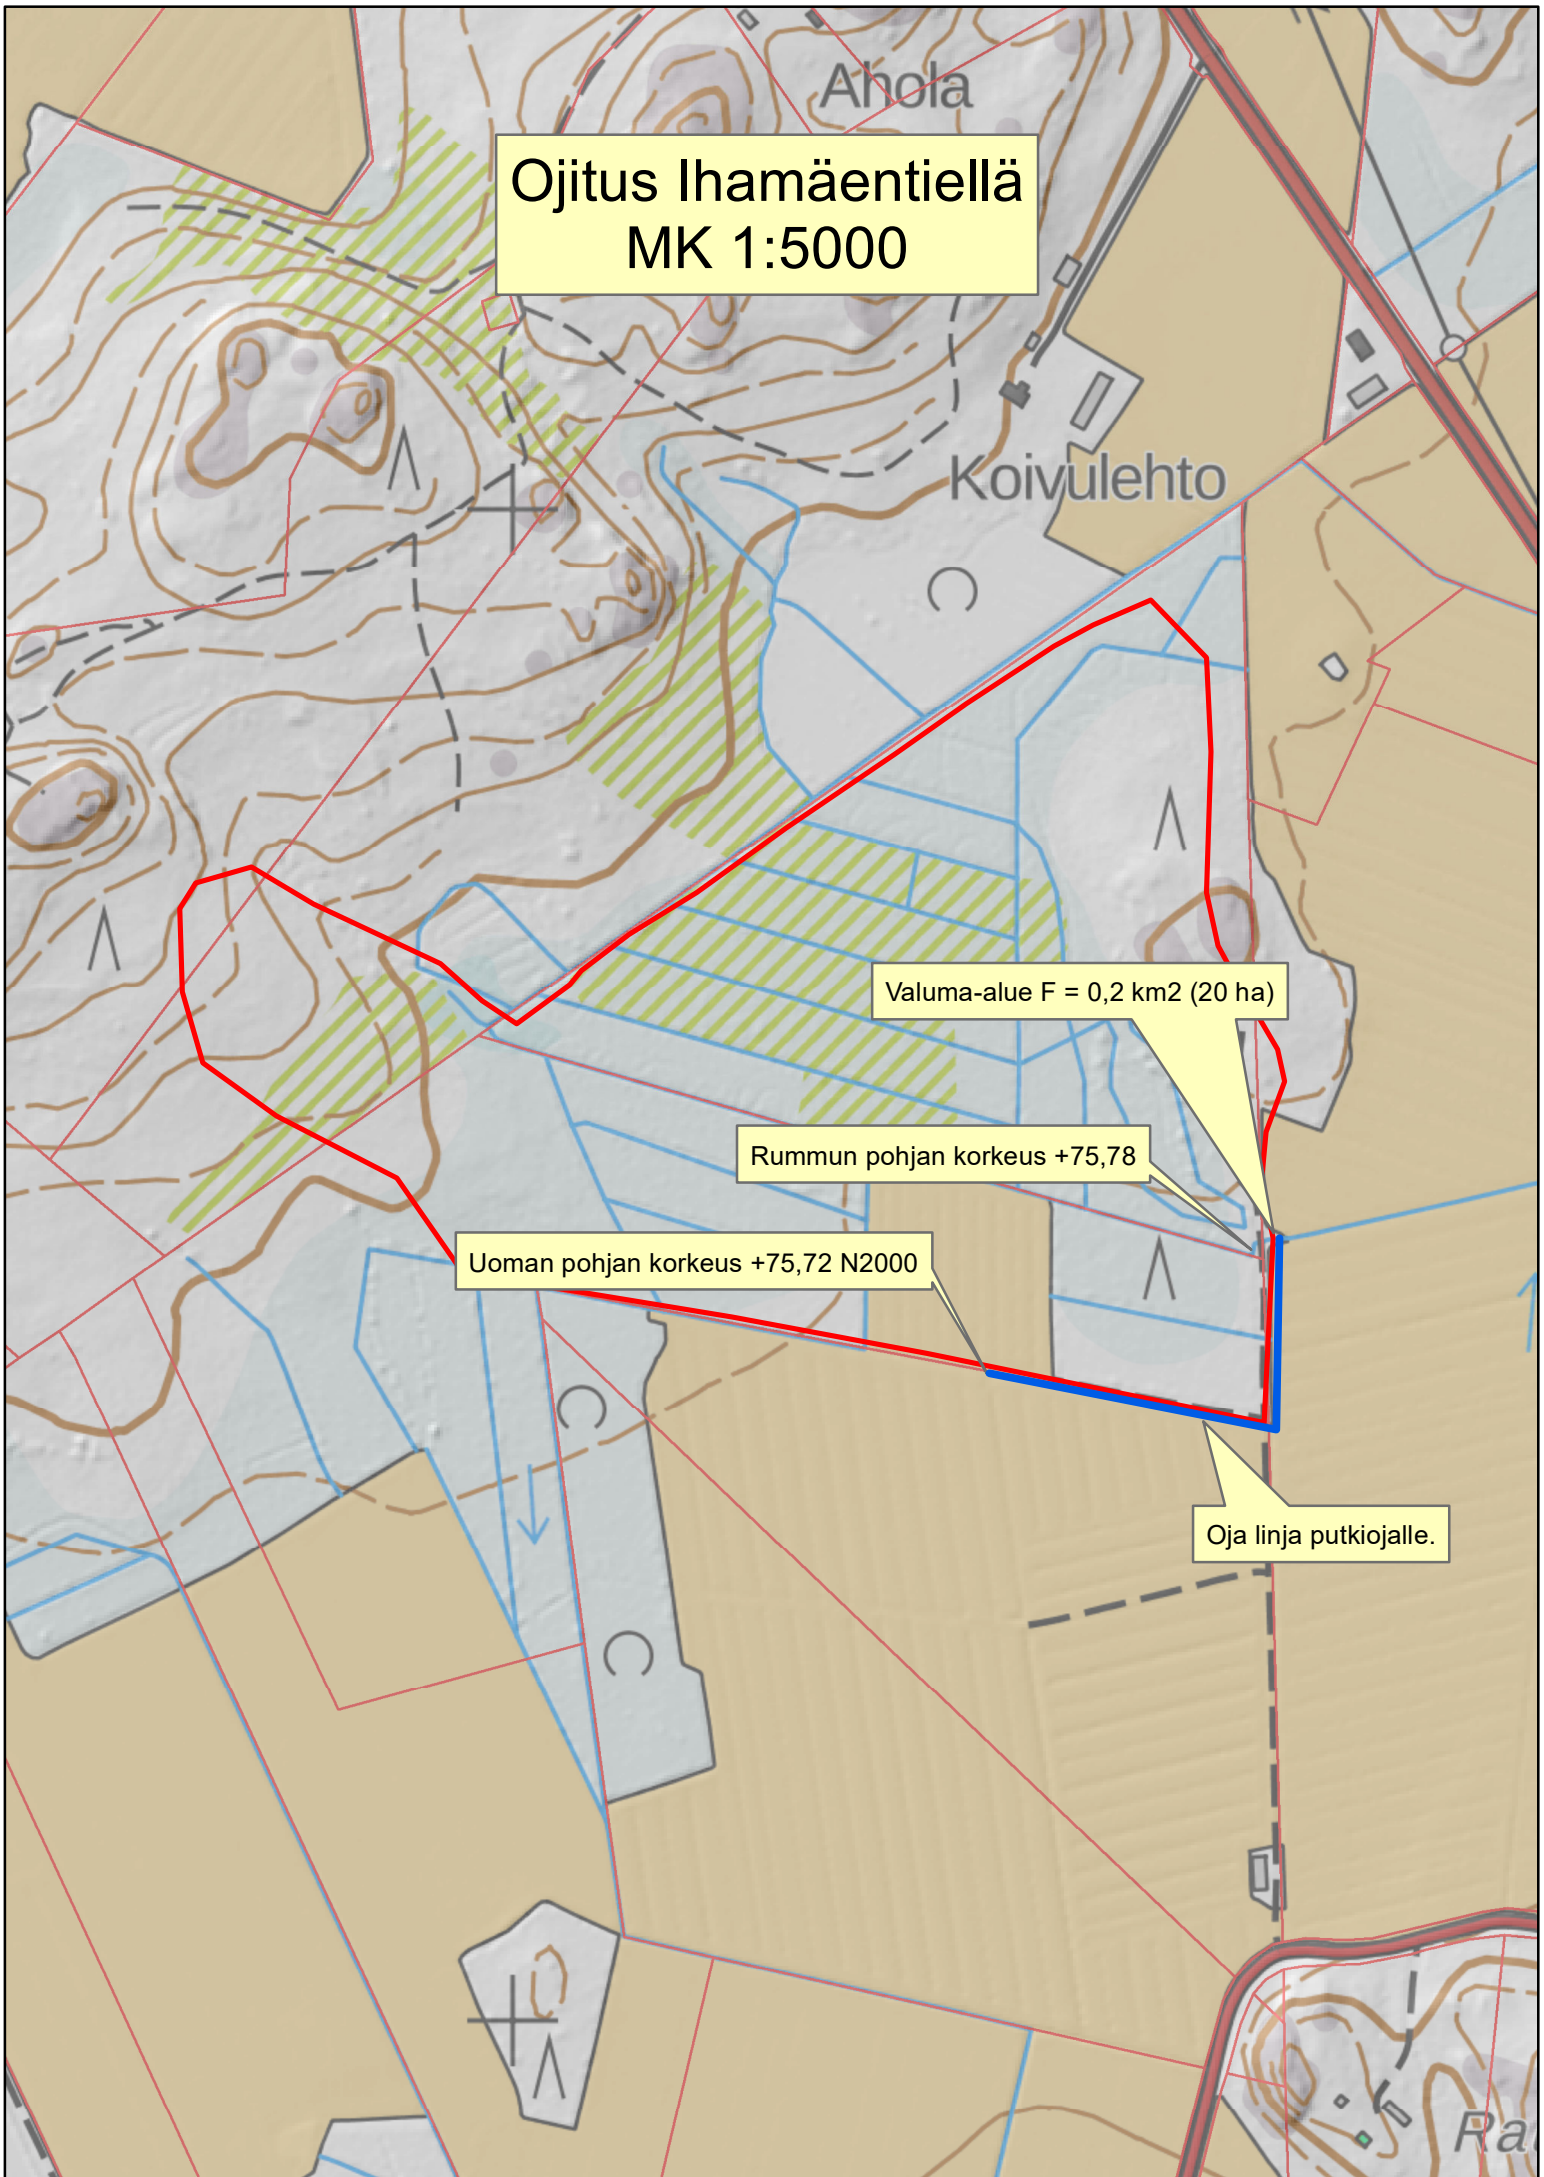 Ahola
Ojitus Ihamäentiellä
MK 1:5000
Koivulehto
Valuma-alue F = 0,2 km2 (20 ha)
Rummun pohjan korkeus +75,78
Uoman pohjan korkeus +75,72 N2000
Oja linja putkiojalle.